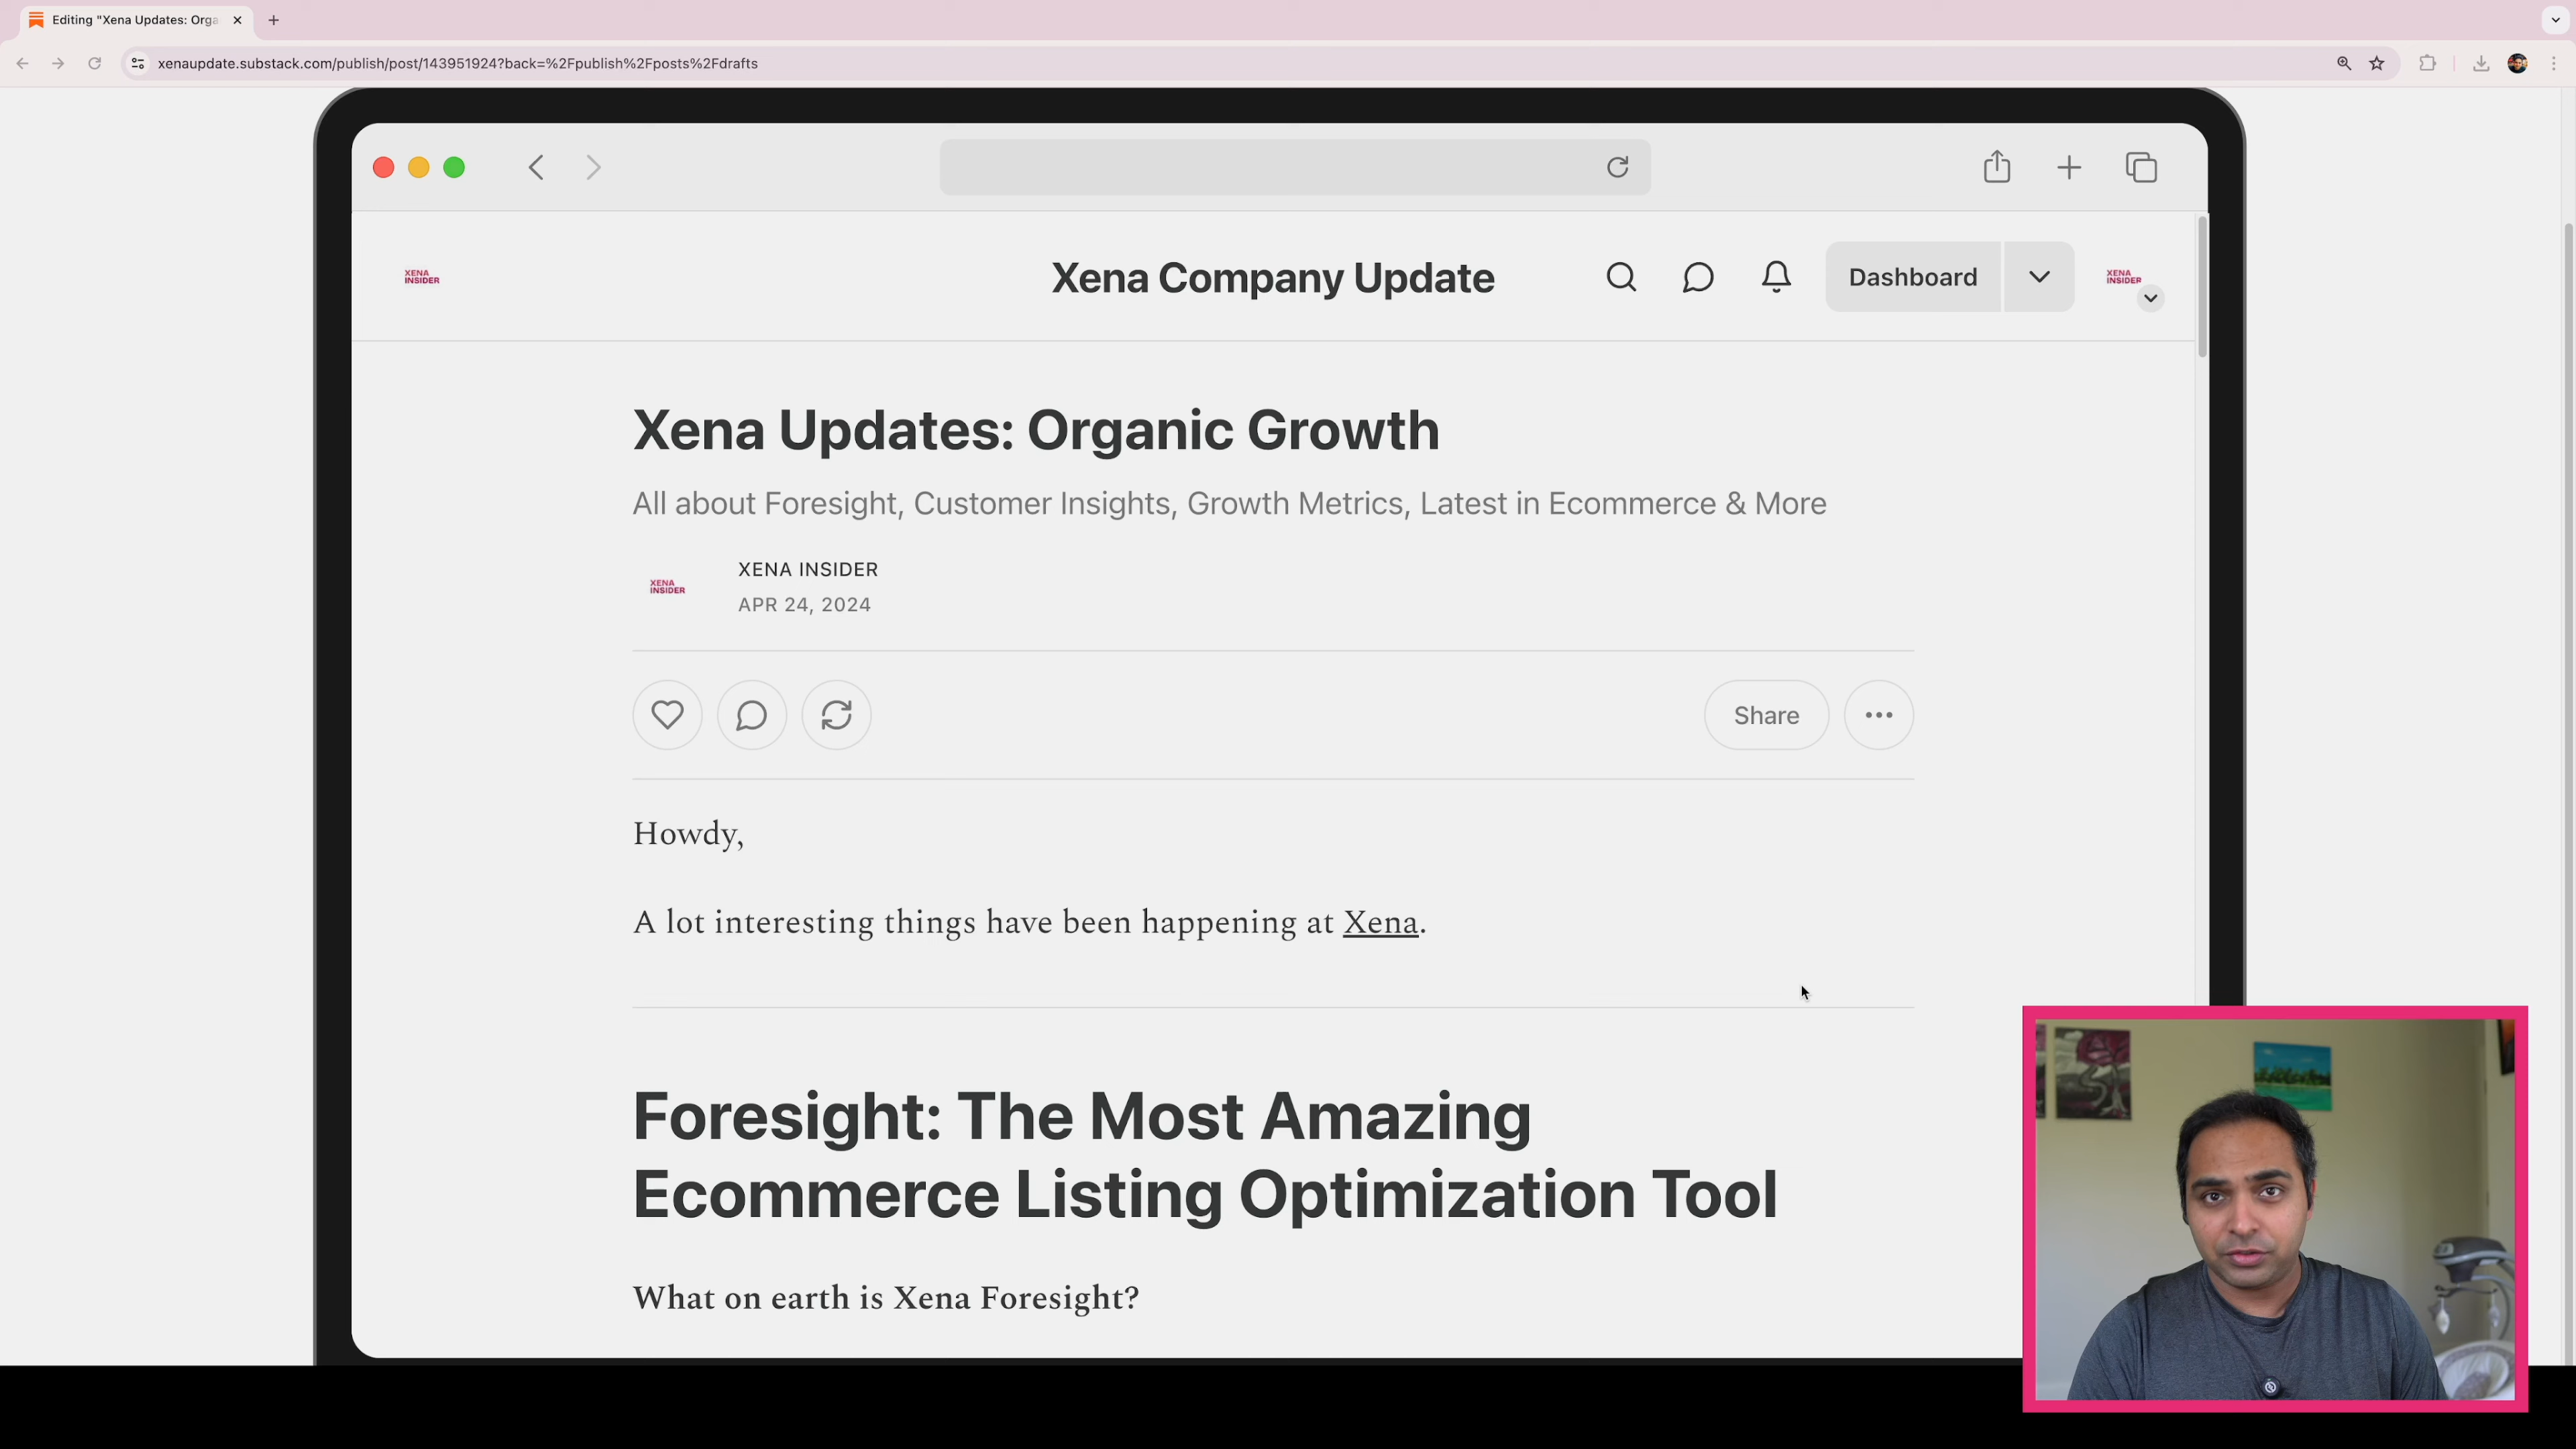 Editing "Xena Updates: Orga
xenaupdate.substack.com/publish/post/143951924?back=%2Fpublish%2Fposts%2Fdrafts
XENA
INSIDER
Xena Company Update
Dashboard
XENA
INSIDER
Xena Updates: Organic Growth
All about Foresight, Customer Insights, Growth Metrics, Latest in Ecommerce & More
XENA
INSIDER
XENA INSIDER
APR 24, 2024
Share
Howdy,
A lot interesting things have been happening at Xena.
Foresight: The Most Amazing
Ecommerce Listing Optimization Tool
What on earth is Xena Foresight?